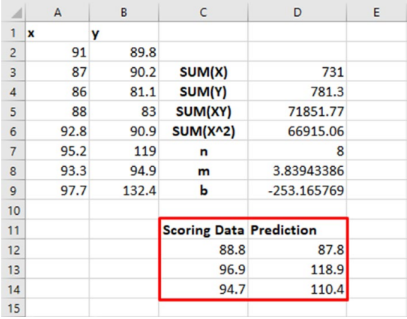 A B C D E
1 x y
2 91 89.8
3 87 90.2 SUM(X) 731
4 86 81.1 SUM(Y) 781.3
5 88 83 SUM(XY) 71851.77
6 92.8 90.9 SUM(X^2) 66915.06
7 95.2 119 n 8
8 93.3 94.9 m 3.83943386
9 97.7 132.4 b -253.165769
10
11 Scoring Data Prediction
12 88.8 87.8
13 96.9 118.9
14 94.7 110.4
15